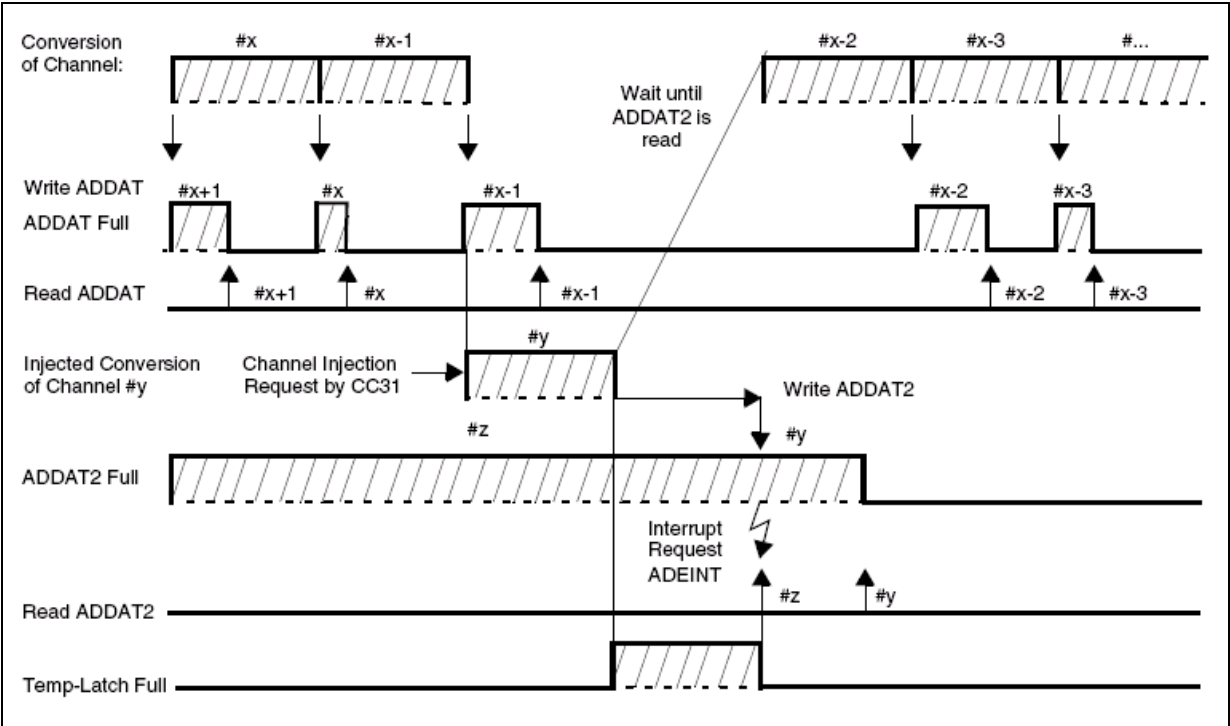 Conversion
of Channel:
#x
#x-1
#x-2
#x-3
#...
Wait until
ADDAT2 is
read
Write ADDAT
ADDAT Full
#x+1
#x
#x-1
#x-2
#x-3
Read ADDAT
#x+1
#x
#x-1
#x-2
#x-3
Injected Conversion
of Channel #y
Channel Injection
Request by CC31
#y
Write ADDAT2
#z
#y
ADDAT2 Full
Interrupt
Request
ADEINT
Read ADDAT2
#z
#y
Temp-Latch Full